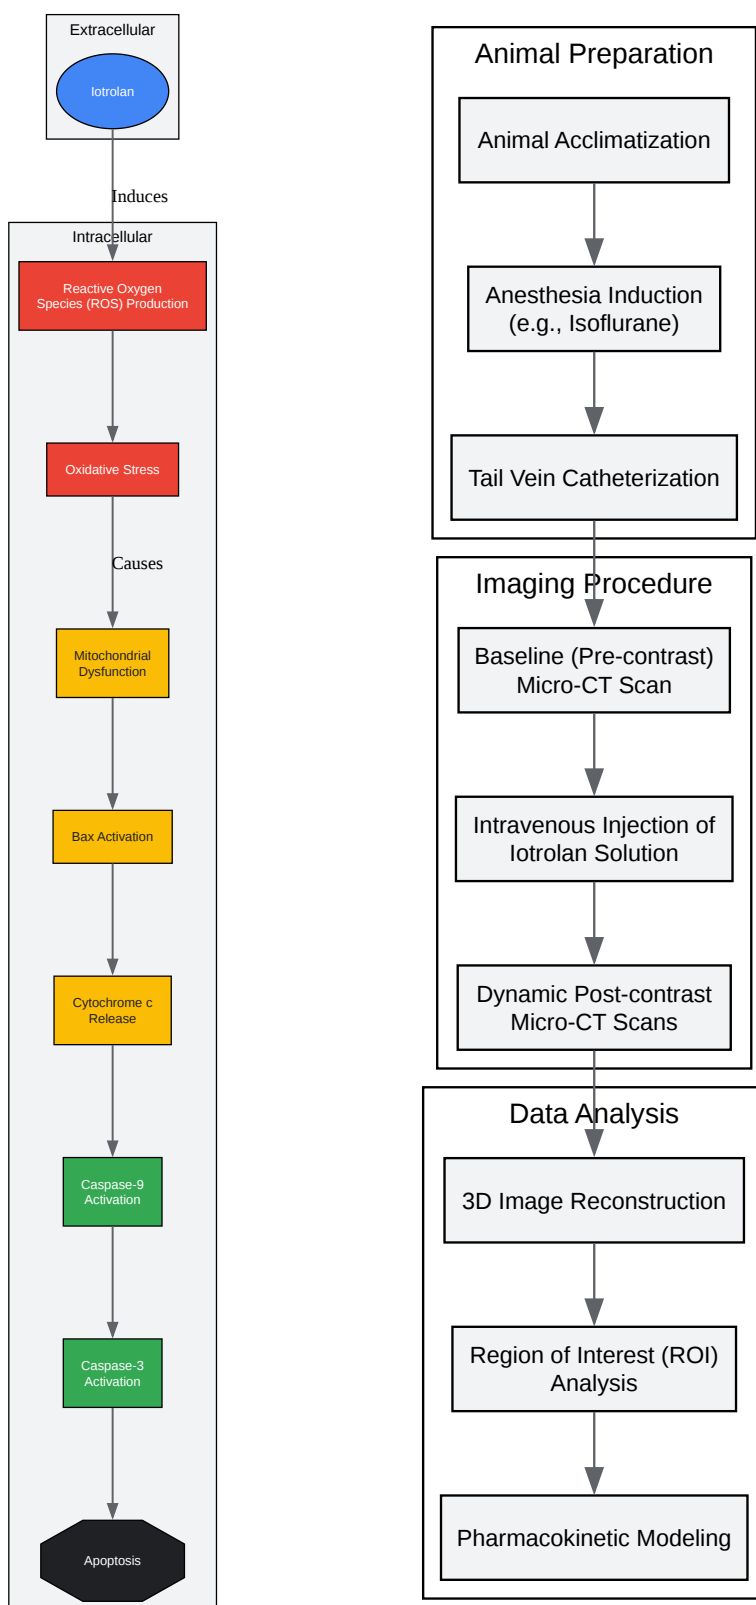 Extracellular
Iotrolan
Induces
Intracellular
Reactive Oxygen
Species (ROS) Production
Oxidative Stress
Causes
Mitochondrial
Dysfunction
Bax Activation
Cytochrome c
Release
Caspase-9
Activation
Caspase-3
Activation
Apoptosis
Animal Preparation
Animal Acclimatization
Anesthesia Induction
(e.g., Isoflurane)
Tail Vein Catheterization
Imaging Procedure
Baseline (Pre-contrast)
Micro-CT Scan
Intravenous Injection of
Iotrolan Solution
Dynamic Post-contrast
Micro-CT Scans
Data Analysis
3D Image Reconstruction
Region of Interest (ROI)
Analysis
Pharmacokinetic Modeling